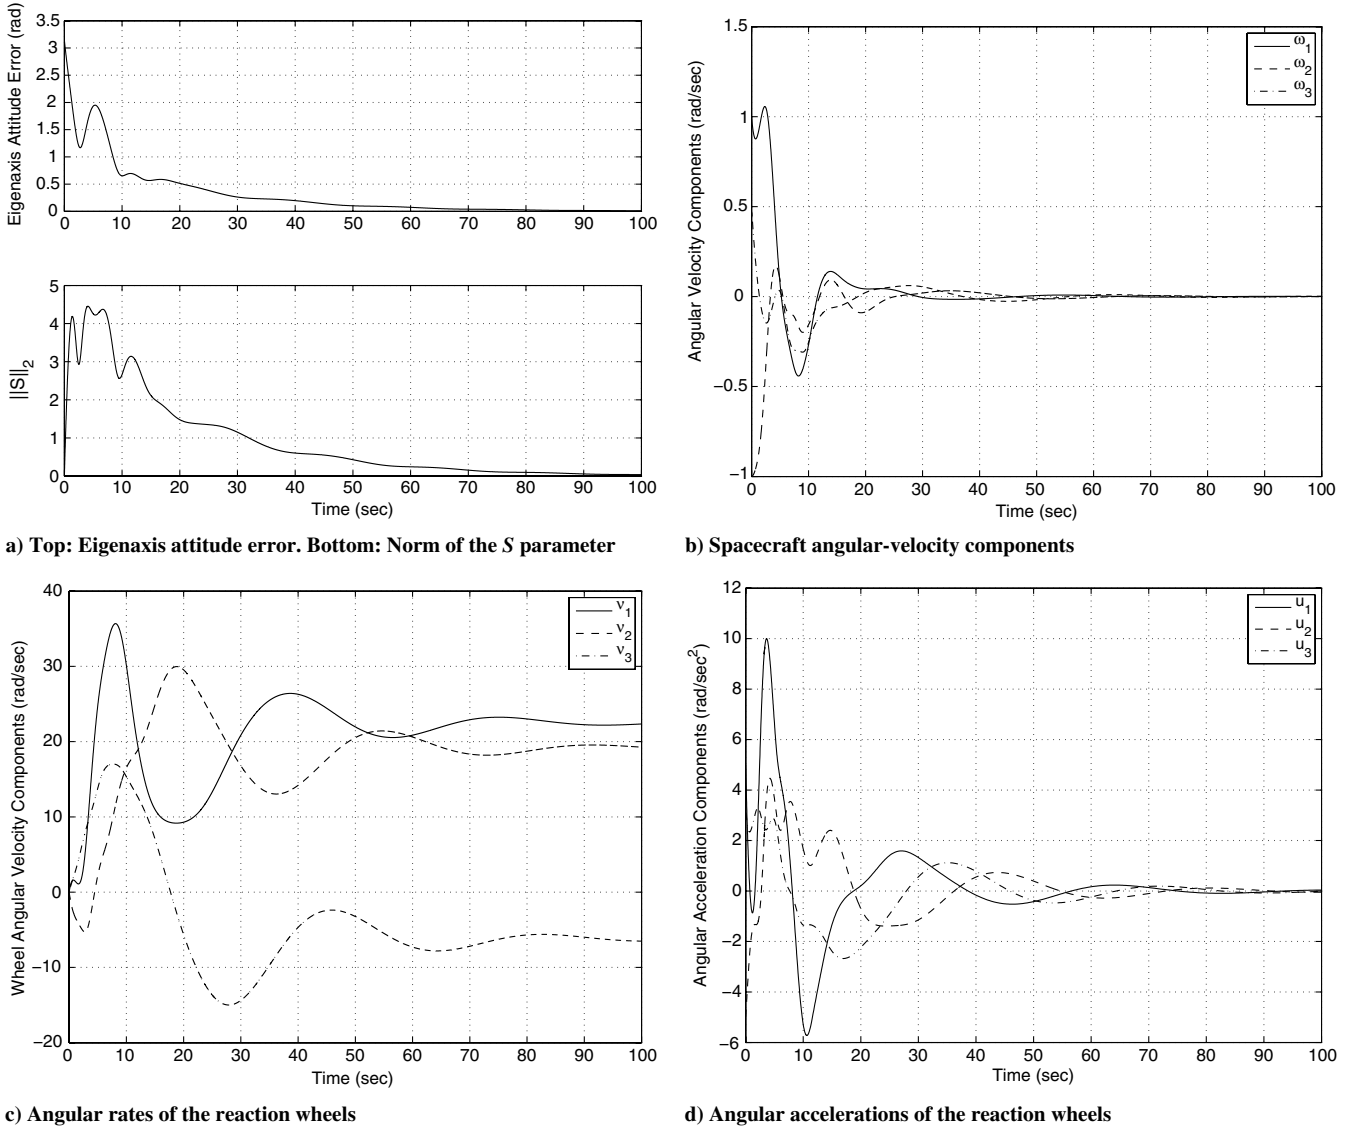 Eigenaxis Attitude Error (rad)
3.5
3
2.5
2
1.5
1
0.5
0
0 10 20 30 40 50 60 70 80 90 100
||S||2
5
4
3
2
1
0
0 10 20 30 40 50 60 70 80 90 100
Time (sec)
a) Top: Eigenaxis attitude error. Bottom: Norm of the S parameter
Angular Velocity Components (rad/sec)
1.5
1
0.5
0
−0.5
−1
ω1
ω2
ω3
0 10 20 30 40 50 60 70 80 90 100
Time (sec)
b) Spacecraft angular-velocity components
Wheel Angular Velocity Components (rad/sec)
40
30
20
10
0
−10
−20
ν1
ν2
ν3
0 10 20 30 40 50 60 70 80 90 100
Time (sec)
c) Angular rates of the reaction wheels
Angular Acceleration Components (rad/sec²)
12
10
8
6
4
2
0
−2
−4
−6
u1
u2
u3
0 10 20 30 40 50 60 70 80 90 100
Time (sec)
d) Angular accelerations of the reaction wheels